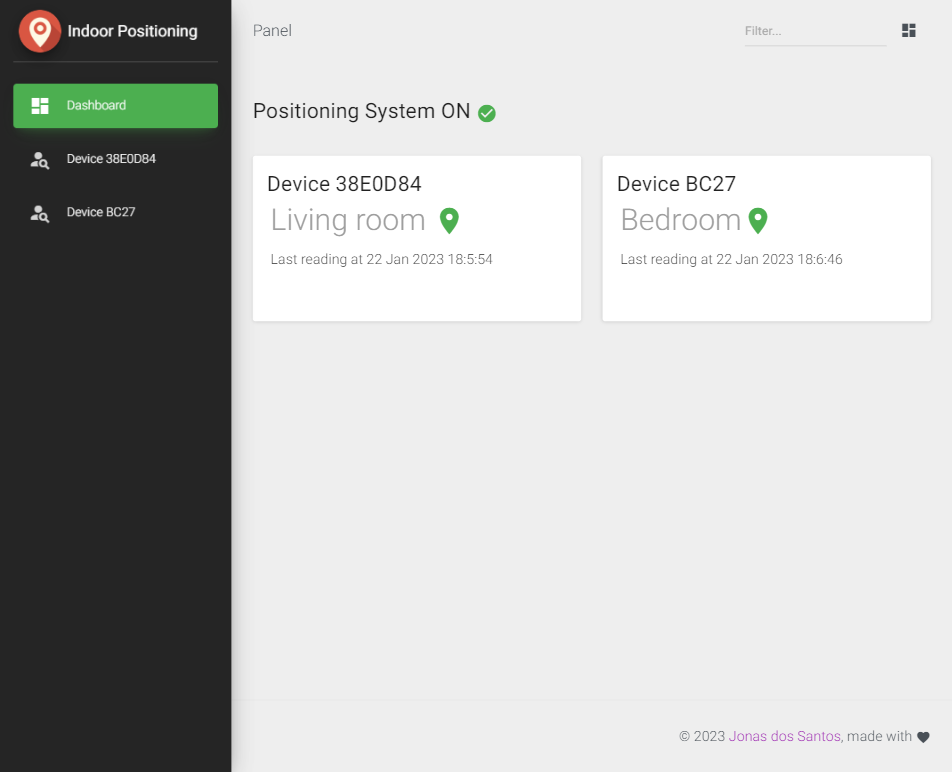 Indoor Positioning
Dashboard
Device 38E0D84
Device BC27
Panel
Filter...
Positioning System ON
Device 38E0D84
Living room
Last reading at 22 Jan 2023 18:5:54
Device BC27
Bedroom
Last reading at 22 Jan 2023 18:6:46
© 2023 Jonas dos Santos, made with